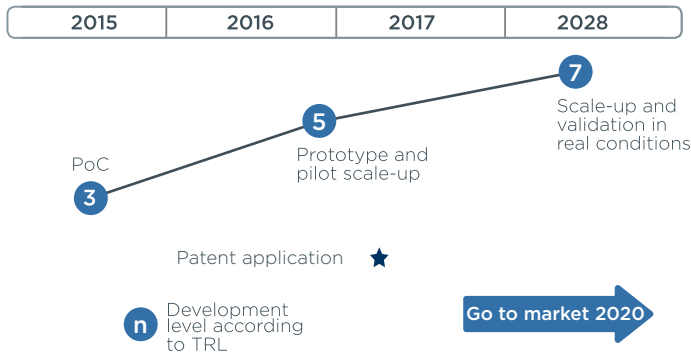 2015 2016 2017 2028
7
Scale-up and
validation in
real conditions
5
Prototype and
pilot scale-up
PoC
3
Patent application
n
Development
level according
to TRL
Go to market 2020